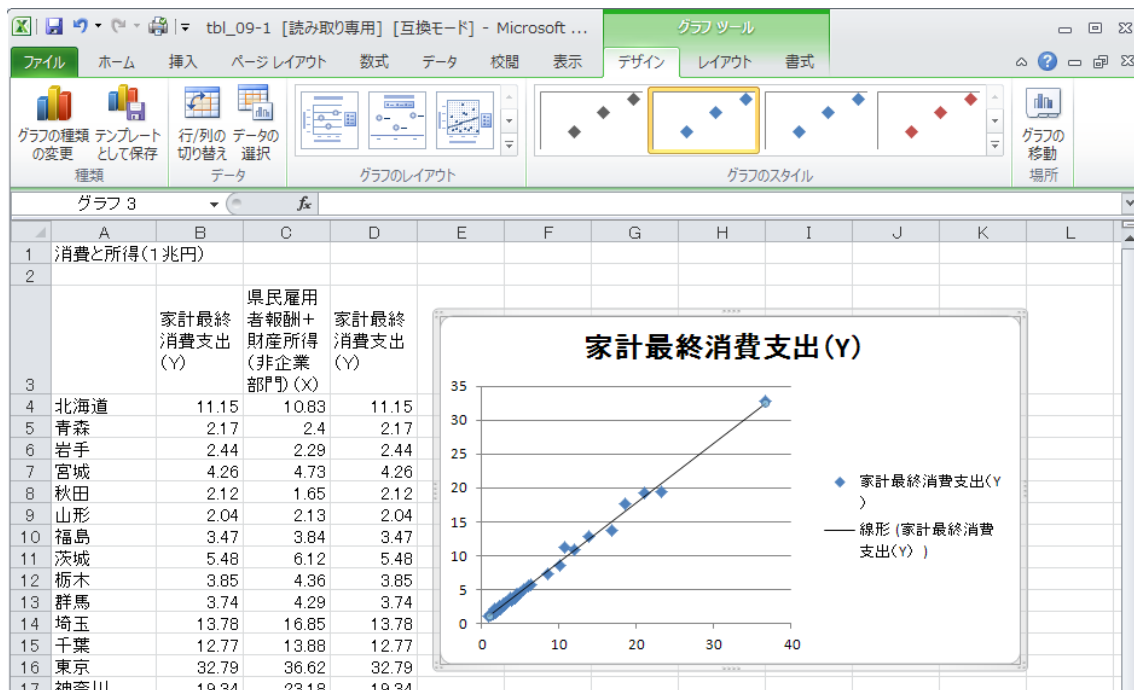 tbl_09-1 [読み取り専用] [互換モード] - Microsoft ...
グラフ ツール
ファイル ホーム 挿入 ページ レイアウト 数式 データ 校閲 表示 デザイン レイアウト 書式
グラフの種類の変更
テンプレートとして保存
行/列の切り替え
データの選択
グラフの移動
種類 データ グラフのレイアウト グラフのスタイル 場所
グラフ 3 fx
A B C D E F G H I J K L
1 消費と所得(1兆円)
2
3 家計最終消費支出(Y) 県民雇用者報酬+財産所得(非企業部門)(X) 家計最終消費支出(Y)
4 北海道 11.15 10.83 11.15
5 青森 2.17 2.4 2.17
6 岩手 2.44 2.29 2.44
7 宮城 4.26 4.73 4.26
8 秋田 2.12 1.65 2.12
9 山形 2.04 2.13 2.04
10 福島 3.47 3.84 3.47
11 茨城 5.48 6.12 5.48
12 栃木 3.85 4.36 3.85
13 群馬 3.74 4.29 3.74
14 埼玉 13.78 16.85 13.78
15 千葉 12.77 13.88 12.77
16 東京 32.79 36.62 32.79
17 神奈川 19.34 23.18 19.34
家計最終消費支出(Y)
35
30
25
20
15
10
5
0
0 10 20 30 40
家計最終消費支出(Y
)
線形 (家計最終消費
支出(Y) )